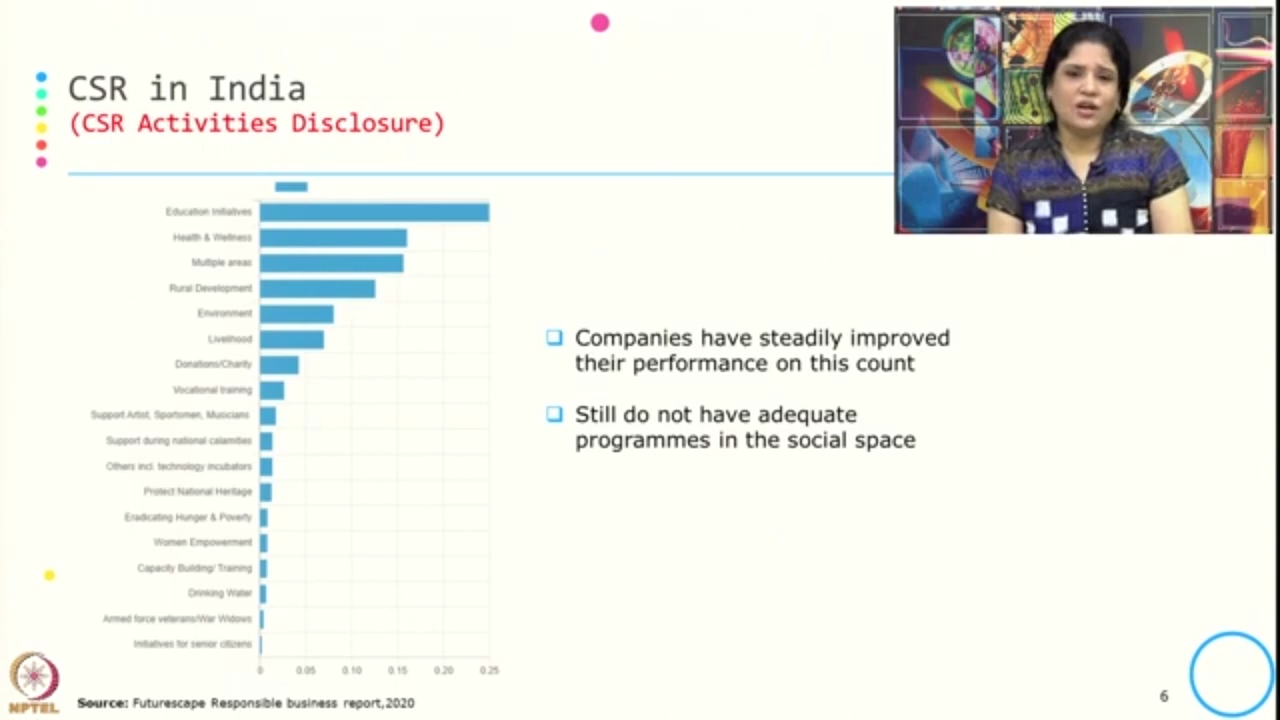 CSR in India
(CSR Activities Disclosure)
Education Initiatives
Health & Wellness
Multiple areas
Rural Development
Environment
Livelihood
Donations/Charity
Vocational training
Support Artist, Sportsmen, Musicians
Support during national calamities
Others incl. technology incubators
Protect National Heritage
Eradicating Hunger & Poverty
Women Empowerment
Capacity Building/ Training
Drinking Water
Armed force veterans/War Widows
Initiatives for senior citizens
0 0.05 0.10 0.15 0.20 0.25
Companies have steadily improved
their performance on this count
Still do not have adequate
programmes in the social space
NPTEL
Source: Futurescape Responsible business report,2020
6